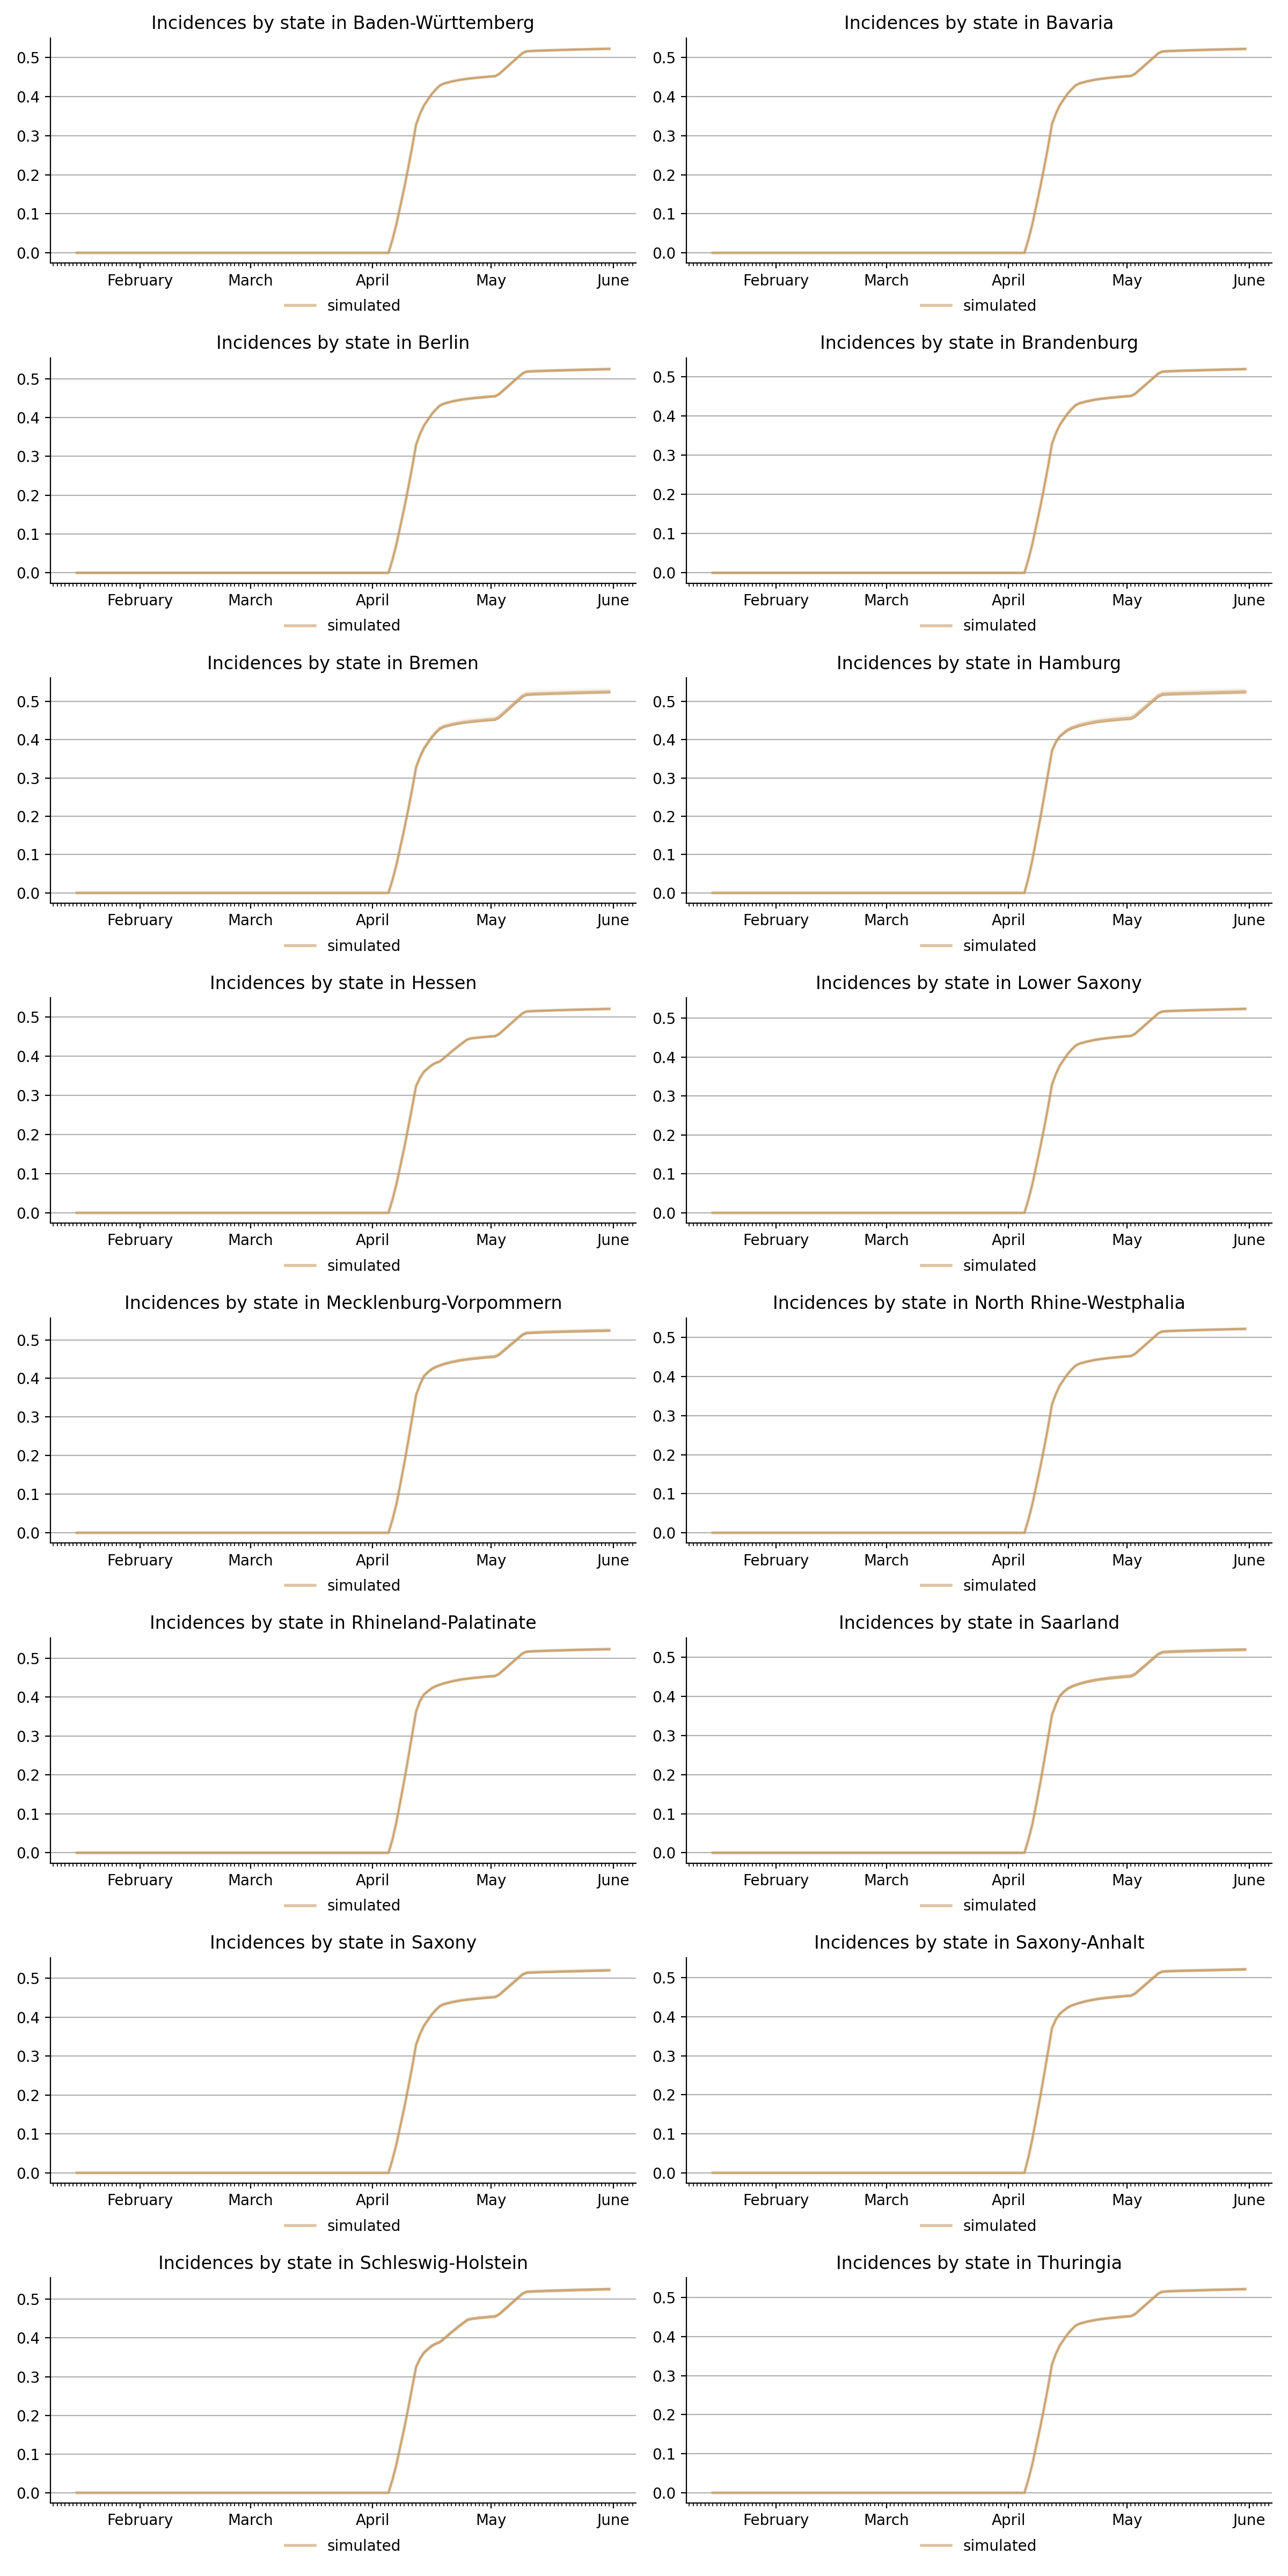 Incidences by state in Baden-Württemberg
0.5
0.4
0.3
0.2
0.1
0.0
February March April May June
simulated
Incidences by state in Bavaria
0.5
0.4
0.3
0.2
0.1
0.0
February March April May June
simulated
Incidences by state in Berlin
0.5
0.4
0.3
0.2
0.1
0.0
February March April May June
simulated
Incidences by state in Brandenburg
0.5
0.4
0.3
0.2
0.1
0.0
February March April May June
simulated
Incidences by state in Bremen
0.5
0.4
0.3
0.2
0.1
0.0
February March April May June
simulated
Incidences by state in Hamburg
0.5
0.4
0.3
0.2
0.1
0.0
February March April May June
simulated
Incidences by state in Hessen
0.5
0.4
0.3
0.2
0.1
0.0
February March April May June
simulated
Incidences by state in Lower Saxony
0.5
0.4
0.3
0.2
0.1
0.0
February March April May June
simulated
Incidences by state in Mecklenburg-Vorpommern
0.5
0.4
0.3
0.2
0.1
0.0
February March April May June
simulated
Incidences by state in North Rhine-Westphalia
0.5
0.4
0.3
0.2
0.1
0.0
February March April May June
simulated
Incidences by state in Rhineland-Palatinate
0.5
0.4
0.3
0.2
0.1
0.0
February March April May June
simulated
Incidences by state in Saarland
0.5
0.4
0.3
0.2
0.1
0.0
February March April May June
simulated
Incidences by state in Saxony
0.5
0.4
0.3
0.2
0.1
0.0
February March April May June
simulated
Incidences by state in Saxony-Anhalt
0.5
0.4
0.3
0.2
0.1
0.0
February March April May June
simulated
Incidences by state in Schleswig-Holstein
0.5
0.4
0.3
0.2
0.1
0.0
February March April May June
simulated
Incidences by state in Thuringia
0.5
0.4
0.3
0.2
0.1
0.0
February March April May June
simulated